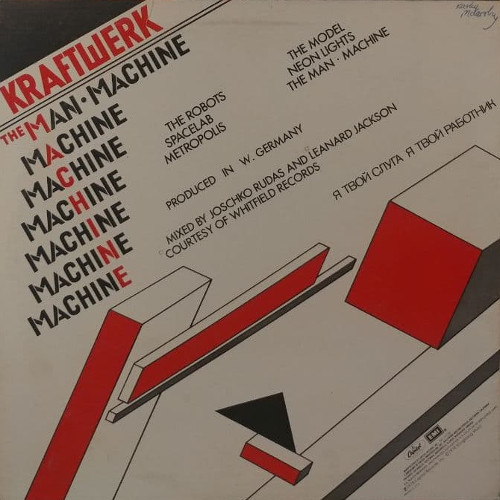 KRAFTWERK
THE MAN·MACHINE
MACHINE
MACHINE
MACHINE
MACHINE
MACHINE
MACHINE
THE ROBOTS
SPACELAB
METROPOLIS
THE MODEL
NEON LIGHTS
THE MAN·MACHINE
PRODUCED IN W. GERMANY
MIXED BY JOSCHKO RUDAS AND LEANARD JACKSON
COURTESY OF WHITFIELD RECORDS
Я ТВОЙ СЛУГА Я ТВОЙ РАБОТНИК
Capitol
EMI